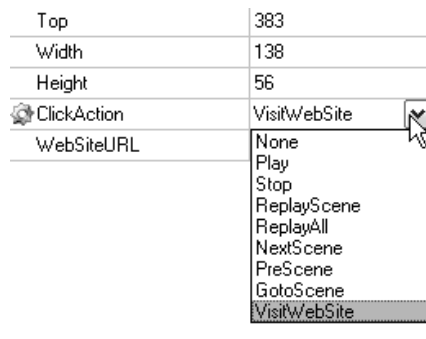 Top 383
Width 138
Height 56
ClickAction VisitWebSite
WebSiteURL
None
Play
Stop
ReplayScene
ReplayAll
NextScene
PreScene
GotoScene
VisitWebSite